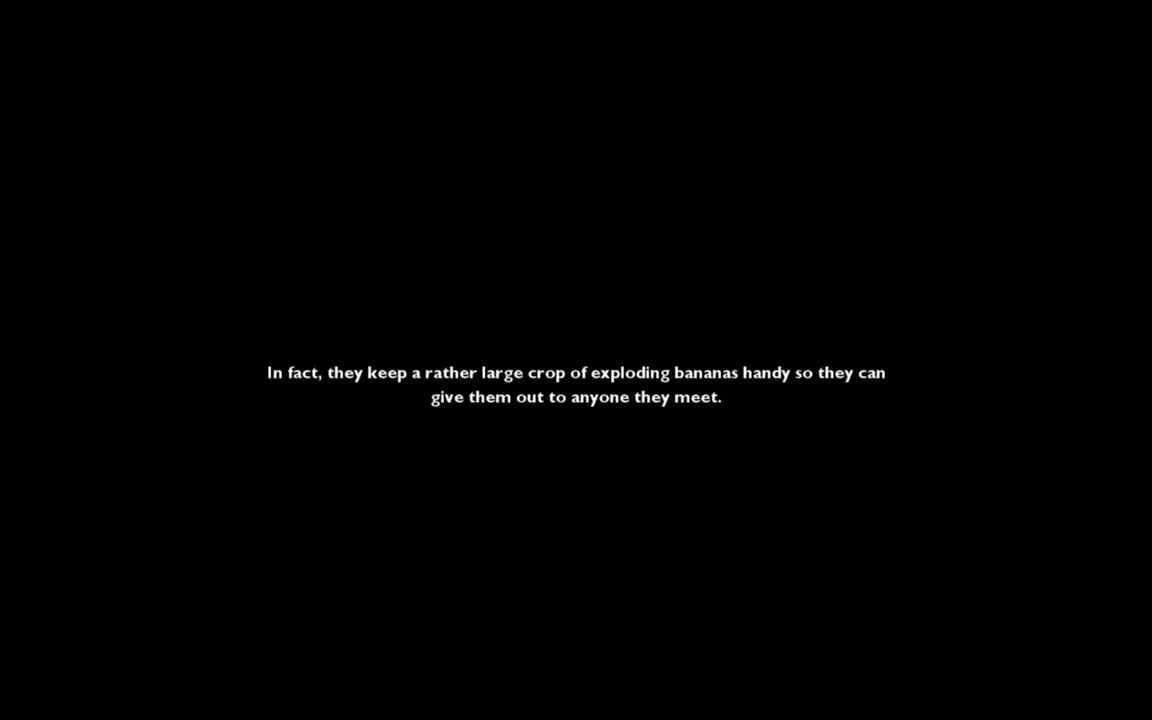 In fact, they keep a rather large crop of exploding bananas handy so they can
give them out to anyone they meet.